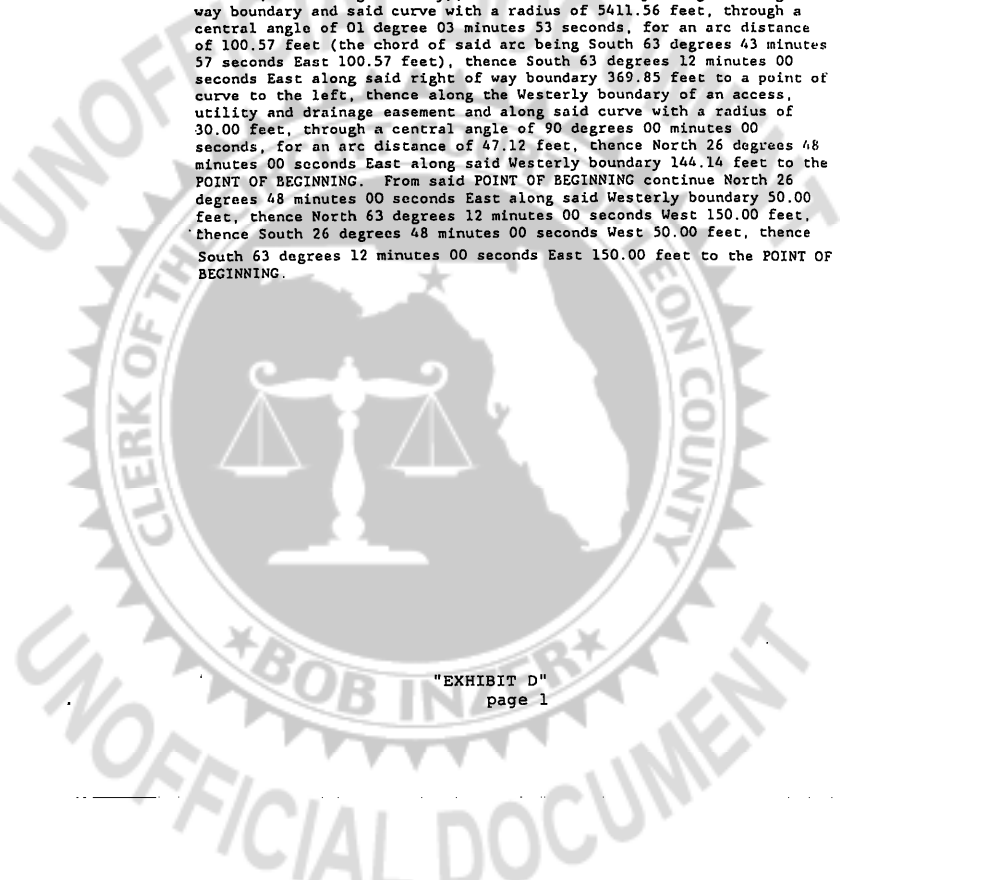 way boundary and said curve with a radius of 5411.56 feet, through a
central angle of 01 degree 03 minutes 53 seconds, for an arc distance
of 100.57 feet (the chord of said arc being South 63 degrees 43 minutes
57 seconds East 100.57 feet), thence South 63 degrees 12 minutes 00
seconds East along said right of way boundary 369.85 feet to a point of
curve to the left, thence along the Westerly boundary of an access,
utility and drainage easement and along said curve with a radius of
30.00 feet, through a central angle of 90 degrees 00 minutes 00
seconds, for an arc distance of 47.12 feet, thence North 26 degrees 48
minutes 00 seconds East along said Westerly boundary 144.14 feet to the
POINT OF BEGINNING. From said POINT OF BEGINNING continue North 26
degrees 48 minutes 00 seconds East along said Westerly boundary 50.00
feet, thence North 63 degrees 12 minutes 00 seconds West 150.00 feet,
thence South 26 degrees 48 minutes 00 seconds West 50.00 feet, thence
South 63 degrees 12 minutes 00 seconds East 150.00 feet to the POINT OF
BEGINNING.
CLERK OF THE
EON COUNTY
BOB INZER
"EXHIBIT D"
page 1
UNOFFICIAL DOCUMENT